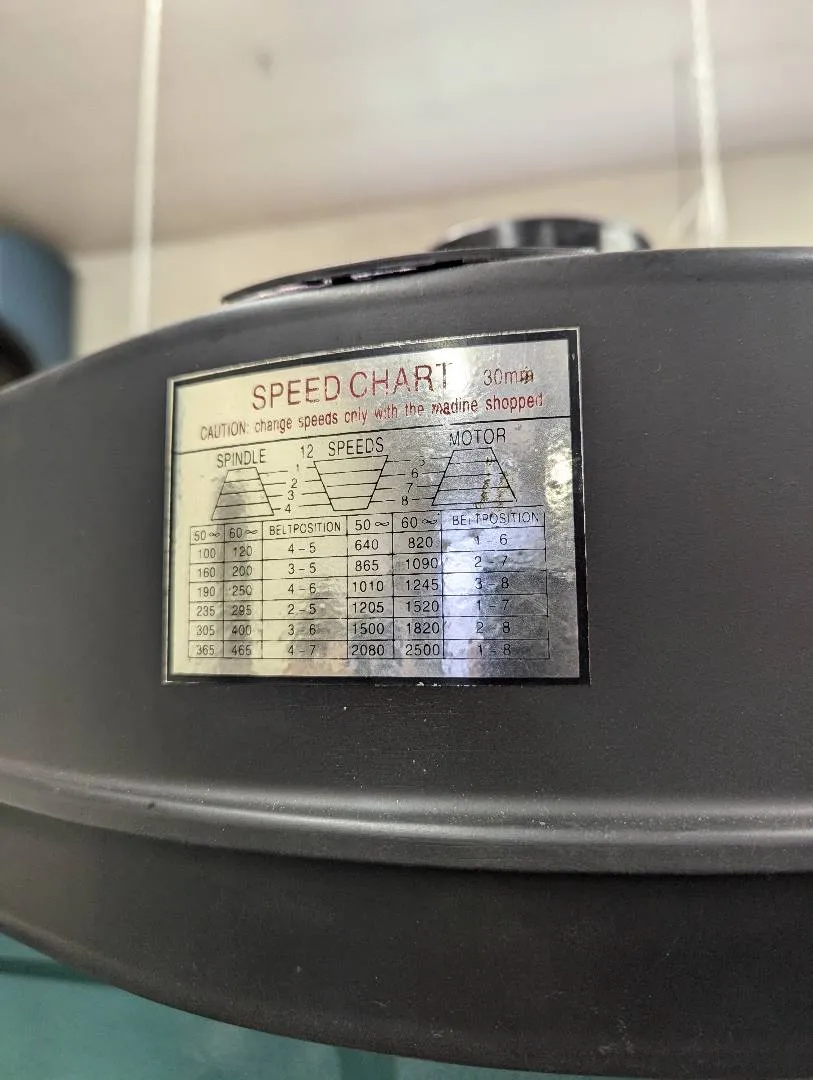 SPEED CHART 30mm
CAUTION: change speeds only with the madine shopped
SPINDLE 12 SPEEDS MOTOR
1 5
2 6
3 7
4 8
50∾ 60∾ BELTPOSITION 50∾ 60∾ BELTPOSITION
100 120 4-5 640 820 1-6
160 200 3-5 865 1090 2-7
190 250 4-6 1010 1245 3-8
235 295 2-5 1205 1520 1-7
305 400 3-6 1500 1820 2-8
365 465 4-7 2080 2500 1-8